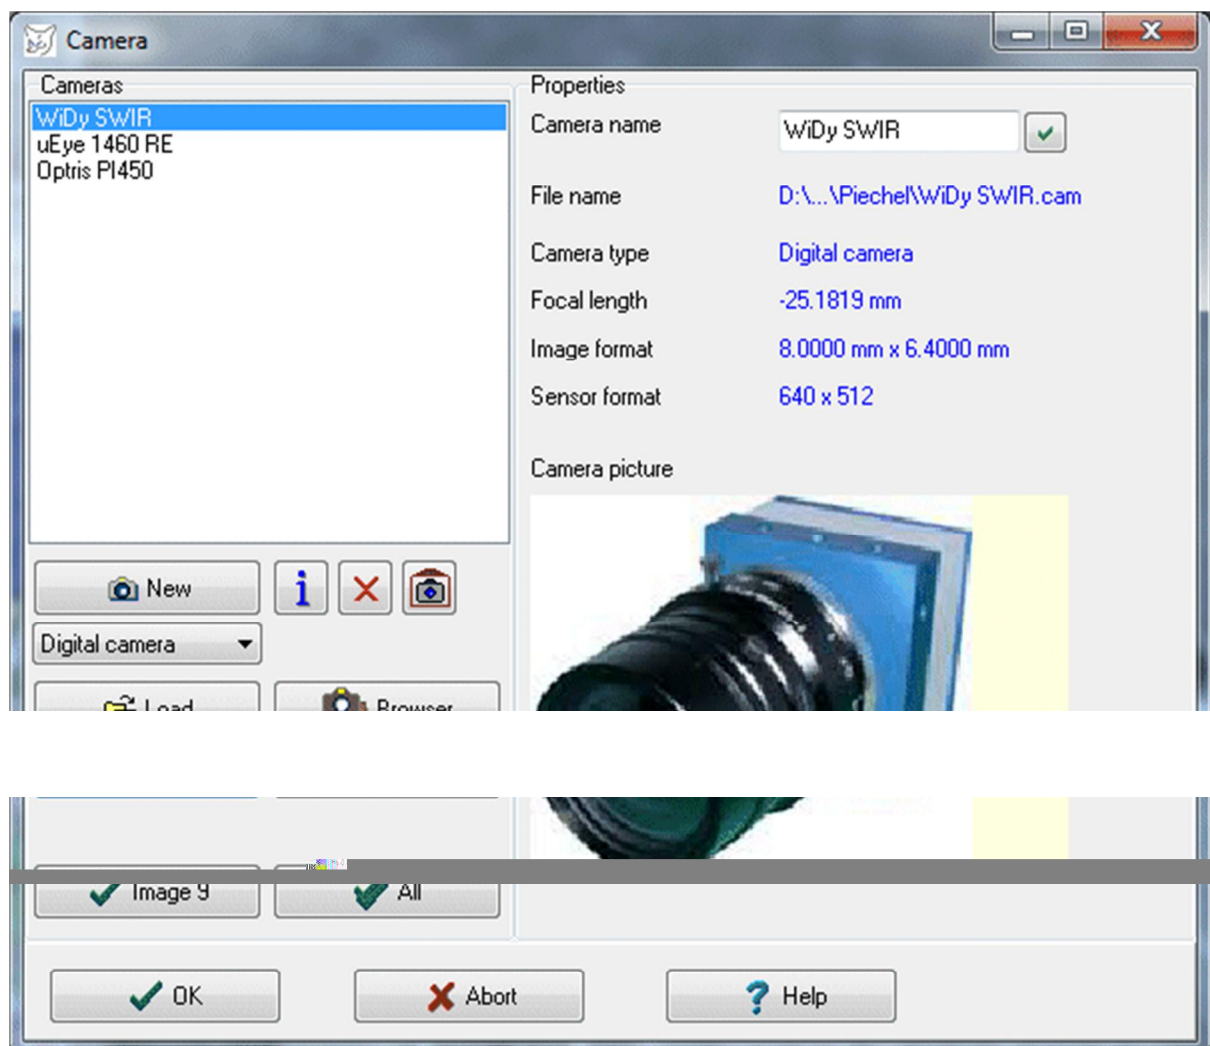 Camera
Cameras
WiDy SWIR
uEye 1460 RE
Optris PI450
New
Digital camera
Load
Browser
Image 9
All
Properties
Camera name
WiDy SWIR
File name
D:\...\Piechel\WiDy SWIR.cam
Camera type
Digital camera
Focal length
-25.1819 mm
Image format
8.0000 mm x 6.4000 mm
Sensor format
640 x 512
Camera picture
OK
Abort
Help